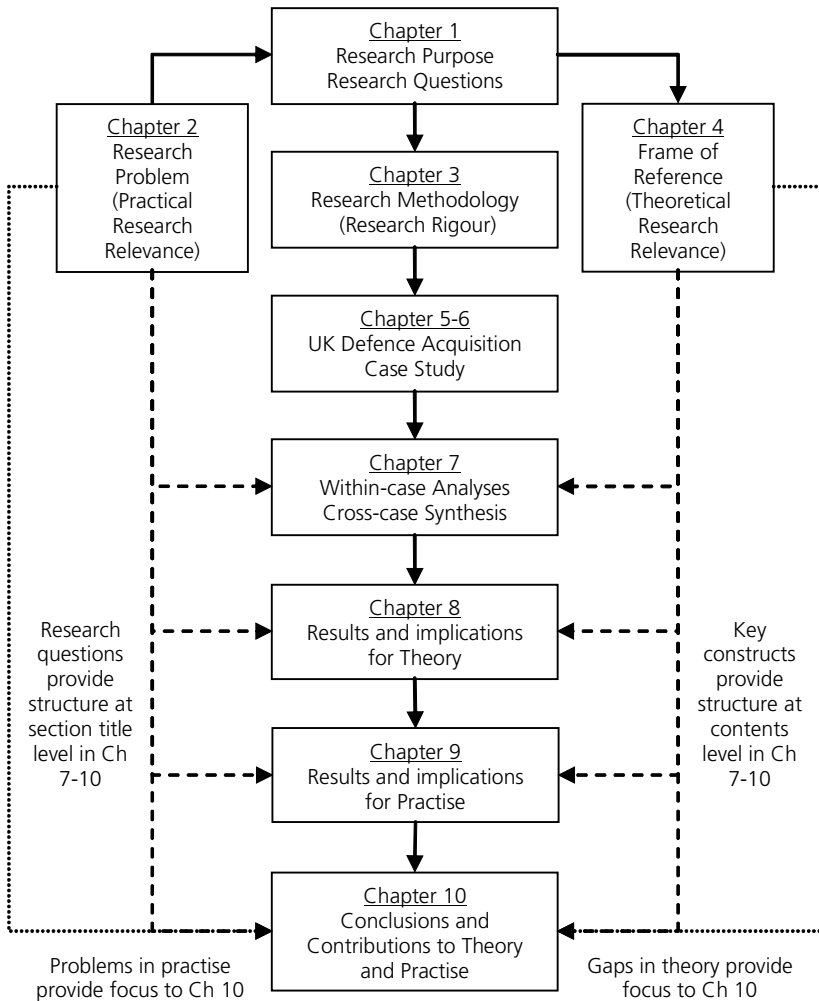 Chapter 1
Research Purpose
Research Questions
Chapter 2
Research
Problem
(Practical
Research
Relevance)
Chapter 3
Research Methodology
(Research Rigour)
Chapter 4
Frame of
Reference
(Theoretical
Research
Relevance)
Chapter 5-6
UK Defence Acquisition
Case Study
Chapter 7
Within-case Analyses
Cross-case Synthesis
Chapter 8
Results and implications
for Theory
Research
questions
provide
structure at
section title
level in Ch
7-10
Key
constructs
provide
structure at
contents
level in Ch
7-10
Chapter 9
Results and implications
for Practise
Chapter 10
Conclusions and
Contributions to Theory
and Practise
Problems in practise
provide focus to Ch 10
Gaps in theory provide
focus to Ch 10